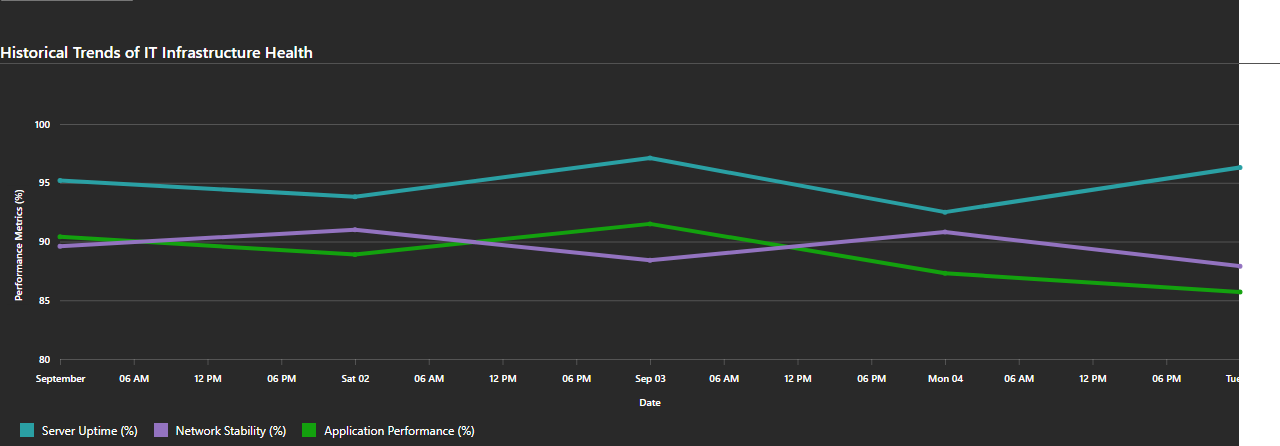 Historical Trends of IT Infrastructure Health
100
95
90
85
80
Performance Metrics (%)
September 06 AM 12 PM 06 PM Sat 02 06 AM 12 PM 06 PM Sep 03 06 AM 12 PM 06 PM Mon 04 06 AM 12 PM 06 PM Tue
Date
Server Uptime (%) Network Stability (%) Application Performance (%)